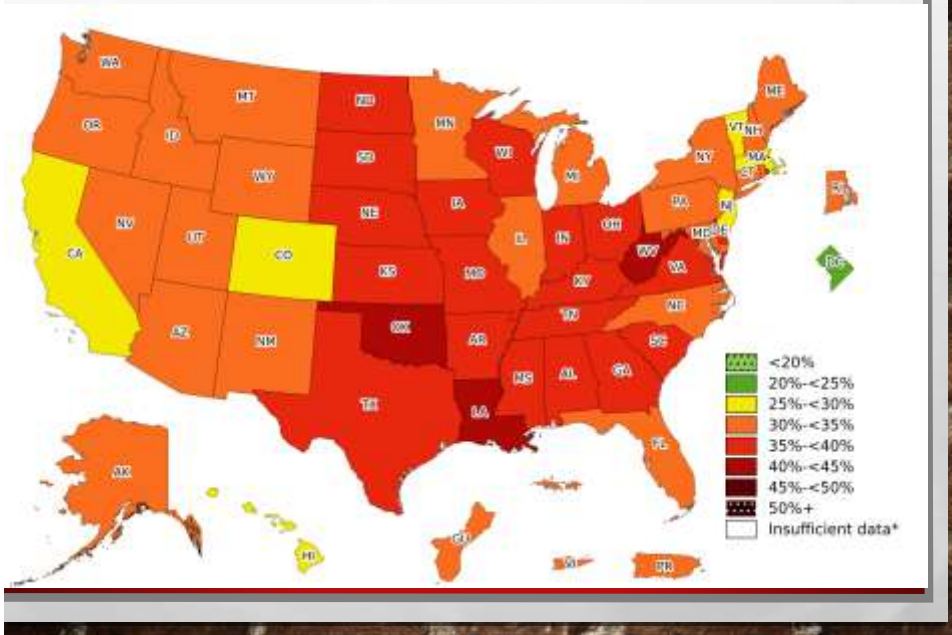 WA
MT
ND
MN
ME
OR
ID
SD
WI
VT
NH
WY
MI
NY
MA
CT
RI
NV
UT
NE
IA
PA
NJ
CA
CO
KS
MO
IL
IN
OH
WV
MD
DE
DC
VA
KY
AZ
NM
OK
AR
TN
NC
SC
TX
LA
MS
AL
GA
FL
AK
HI
GU
VI
PR
<20%
20%-<25%
25%-<30%
30%-<35%
35%-<40%
40%-<45%
45%-<50%
50%+
Insufficient data*